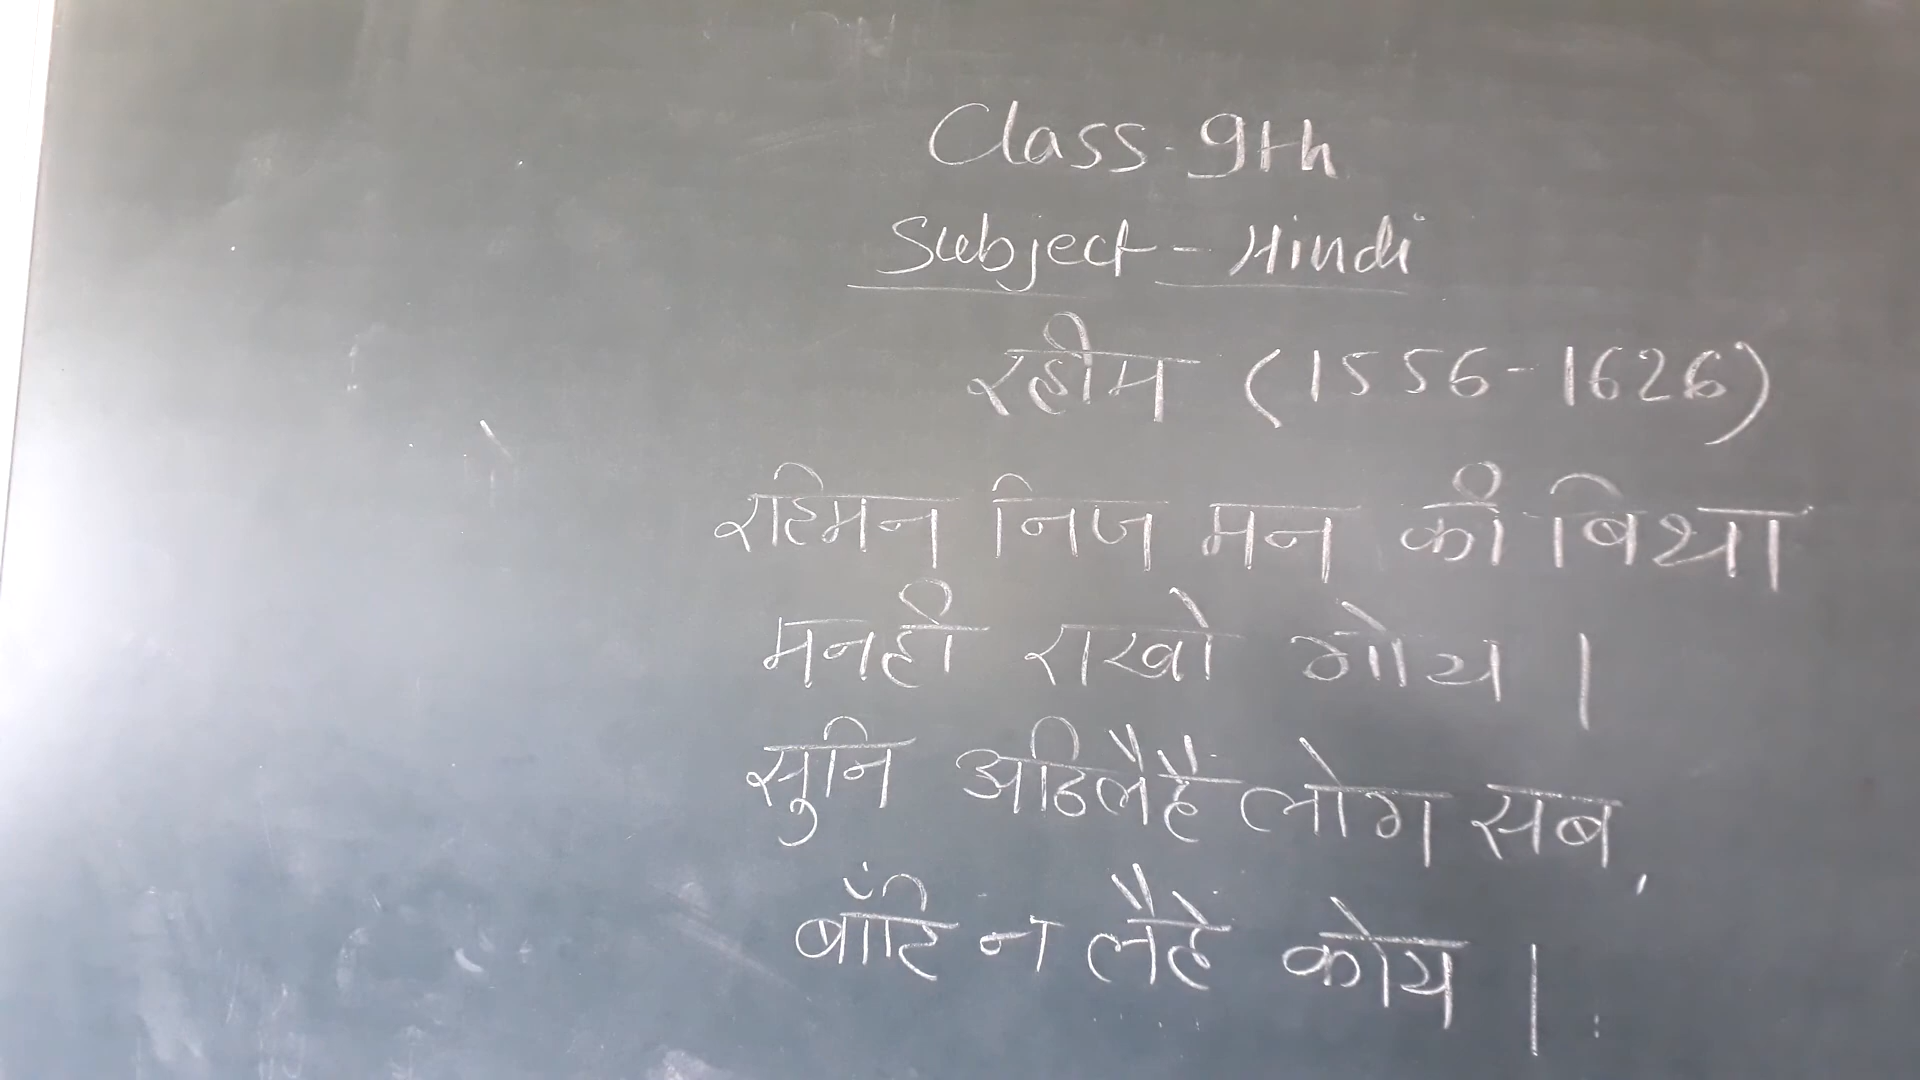 Class-9th
Subject - Hindi
रहीम (1556-1626)
रहिमन निज मन की बिथा
मनही राखो गोय ।
सुनि अठिलैहै लोग सब,
बाँटि न लैहे कोय ।